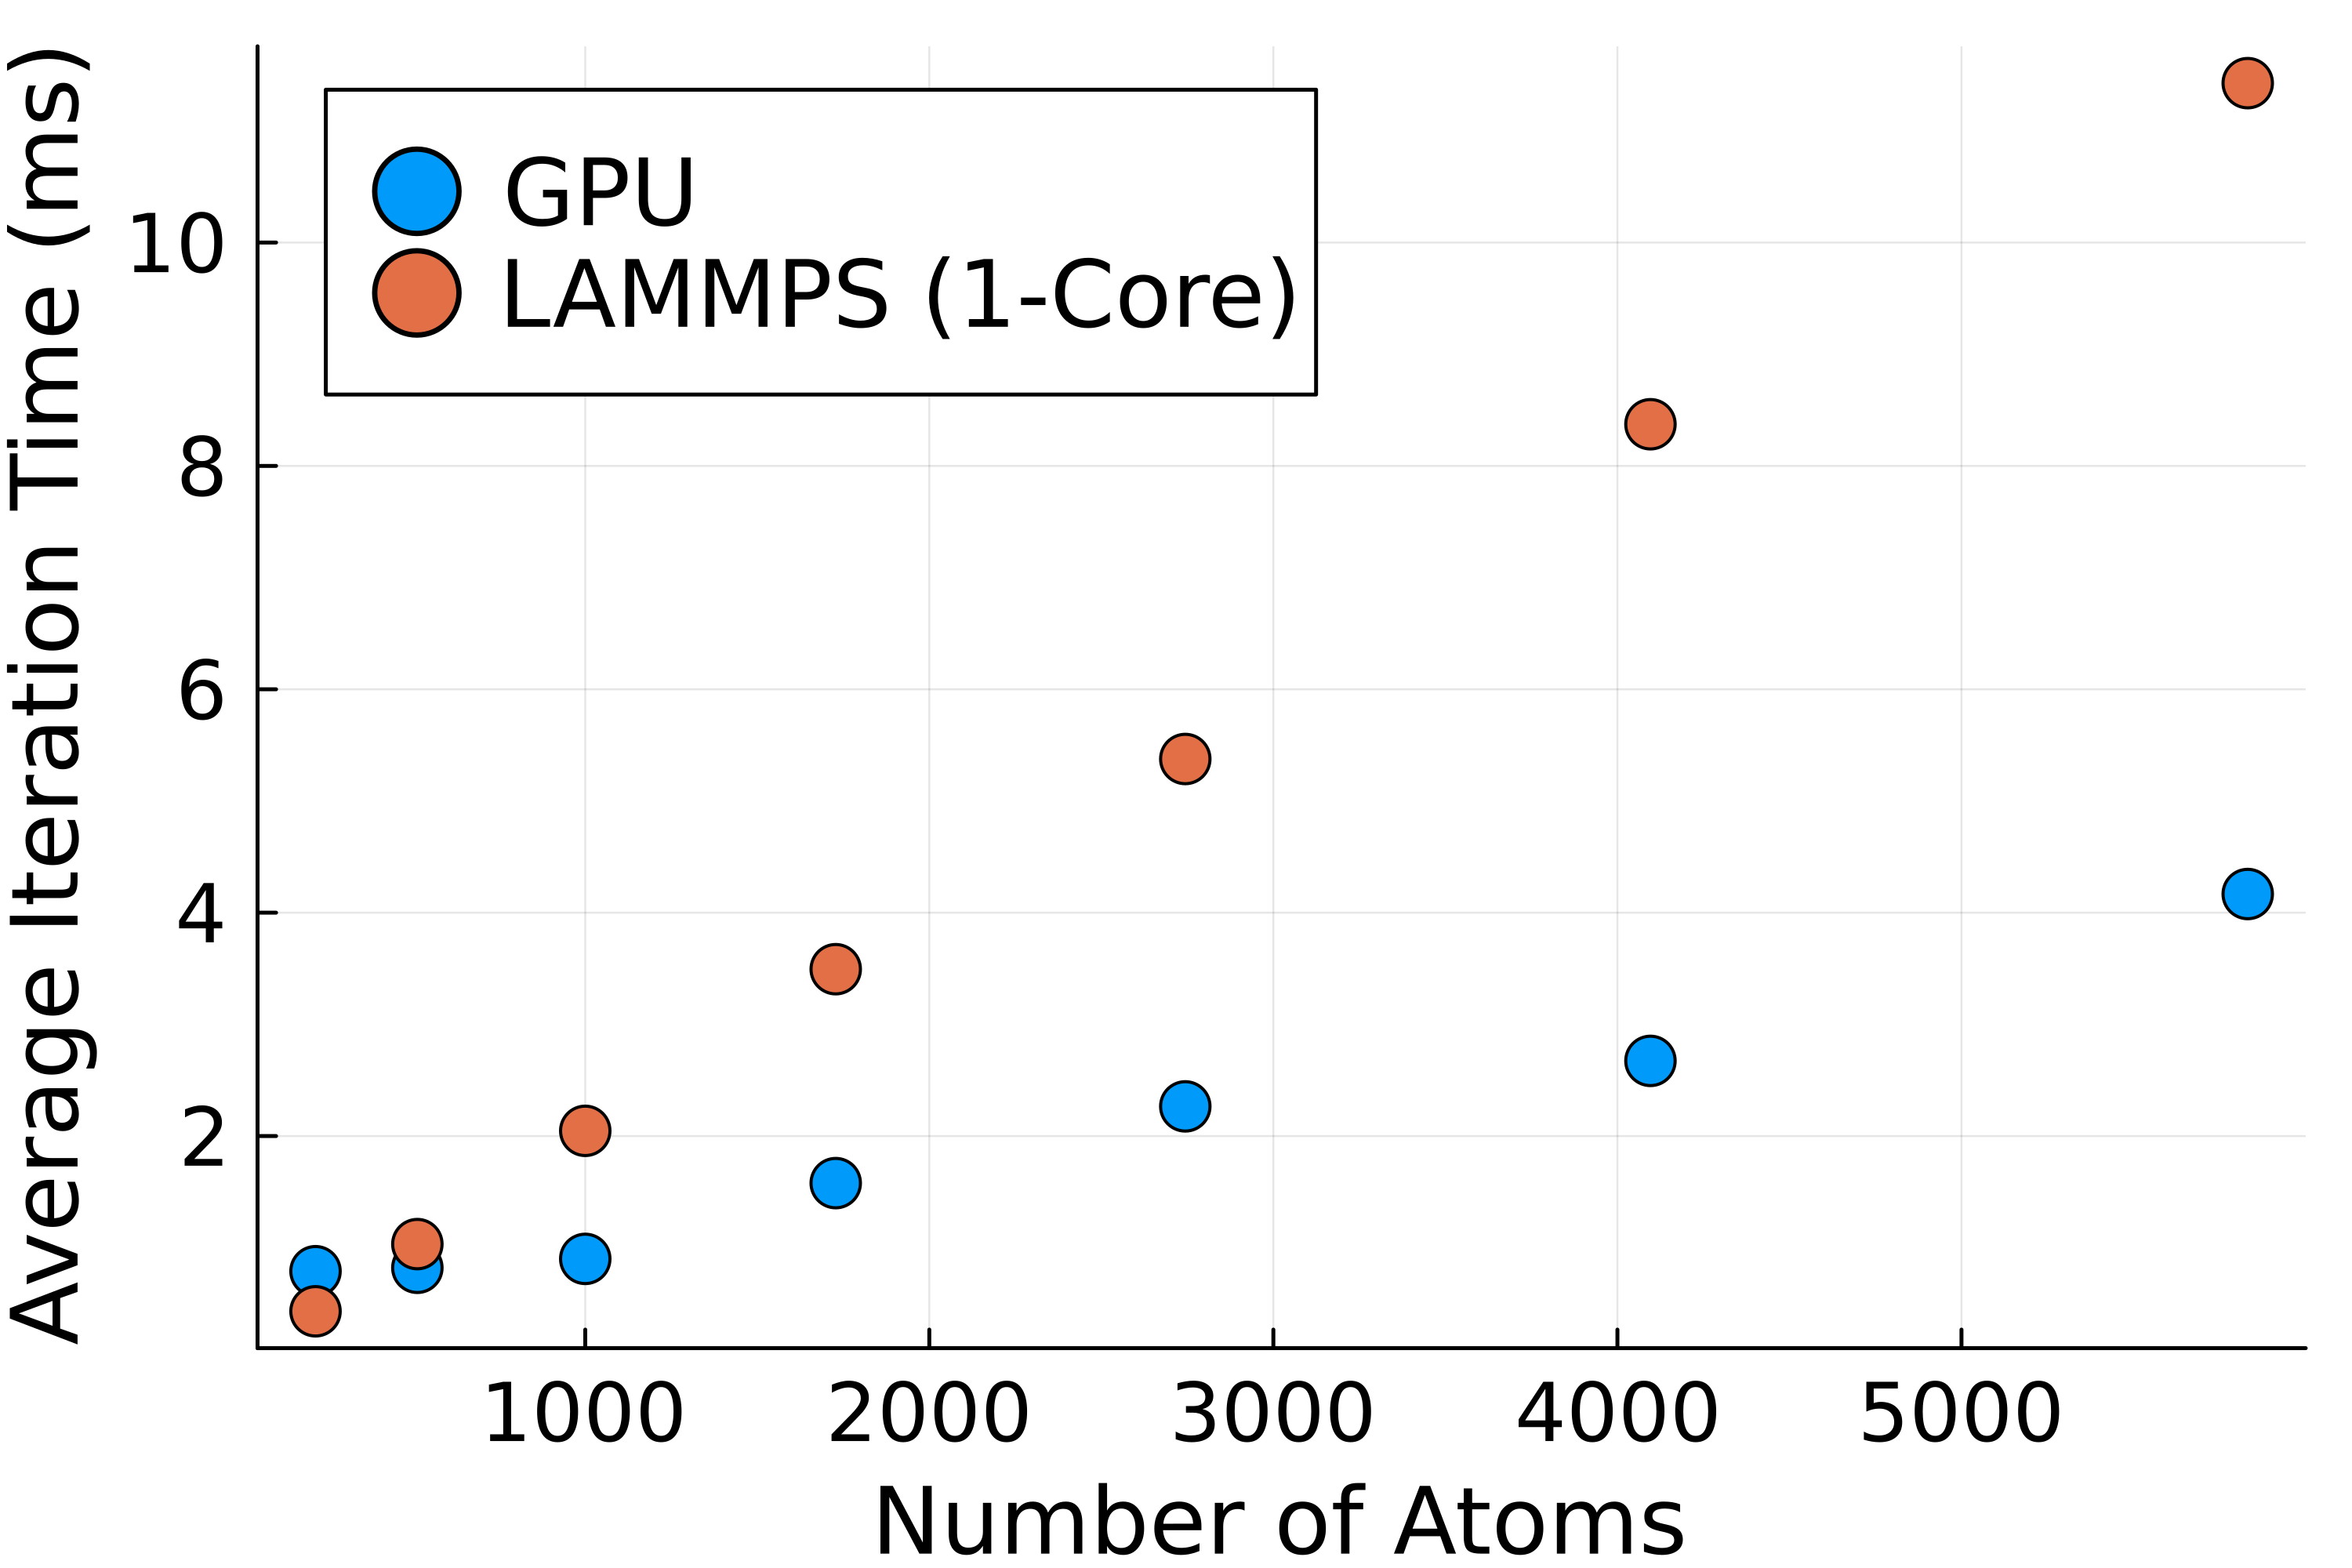 Average Iteration Time (ms)
10
8
6
4
2
GPU
LAMMPS (1-Core)
1000 2000 3000 4000 5000
Number of Atoms